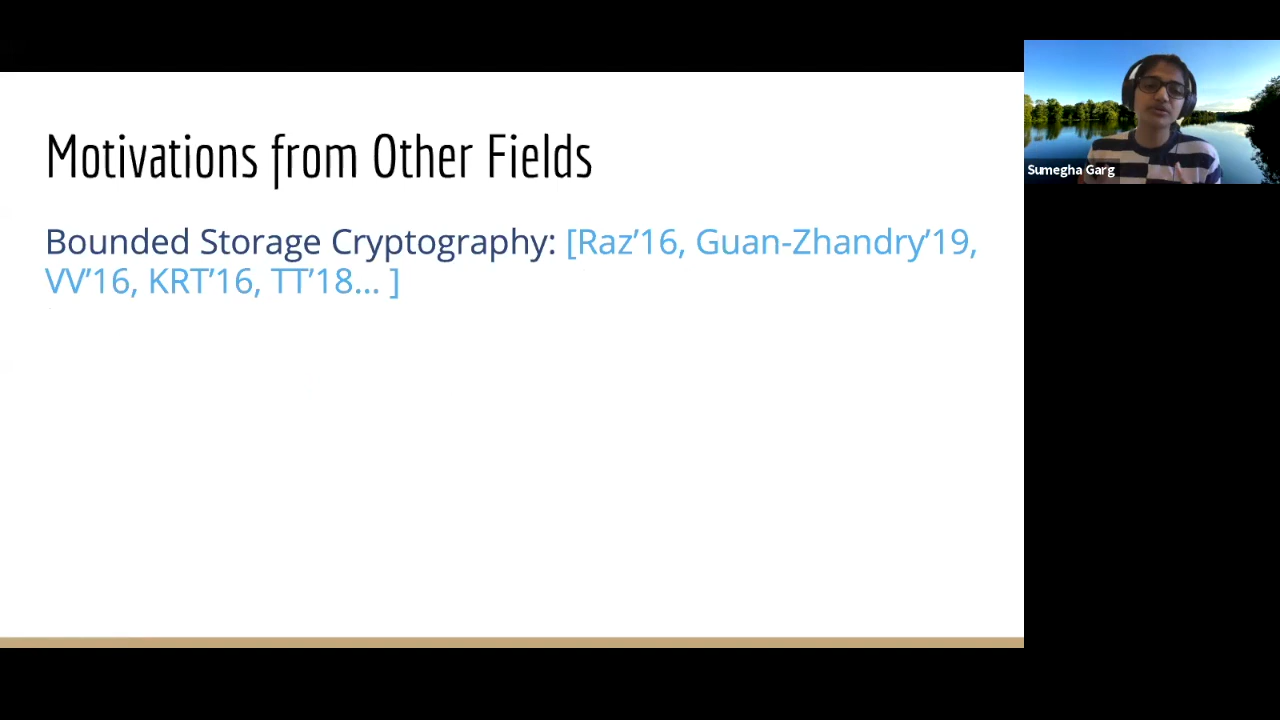 Motivations from Other Fields
Bounded Storage Cryptography: [Raz’16, Guan-Zhandry’19,
VV’16, KRT’16, TT’18... ]
Sumegha Garg